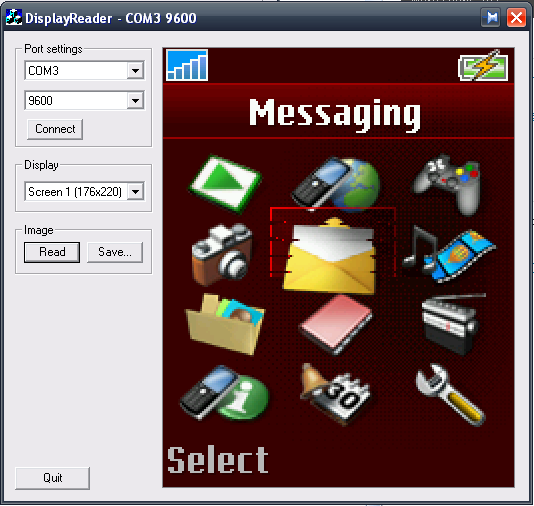 DisplayReader - COM3 9600
Port settings
COM3
9600
Connect
Display
Screen 1 (176x220)
Image
Read
Save...
Quit
Messaging
30
Select